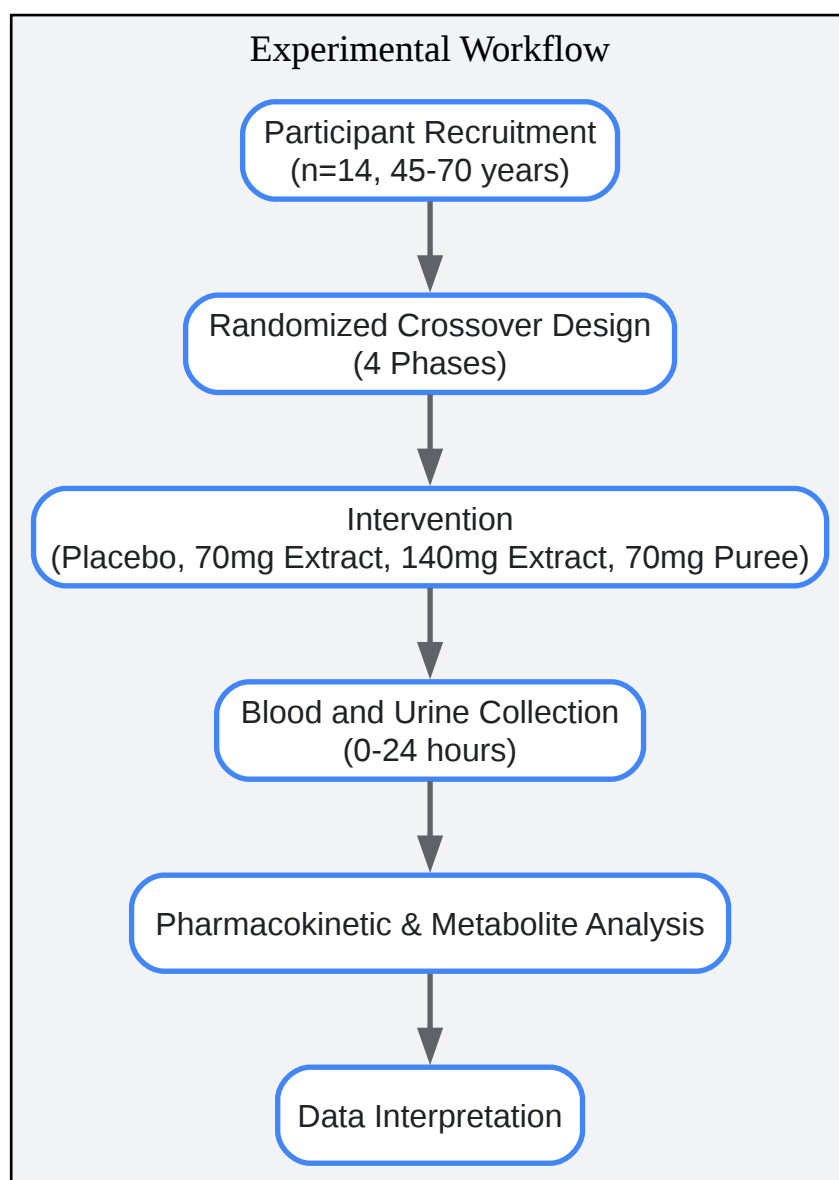 Experimental Workflow
Participant Recruitment
(n=14, 45-70 years)
Randomized Crossover Design
(4 Phases)
Intervention
(Placebo, 70mg Extract, 140mg Extract, 70mg Puree)
Blood and Urine Collection
(0-24 hours)
Pharmacokinetic & Metabolite Analysis
Data Interpretation